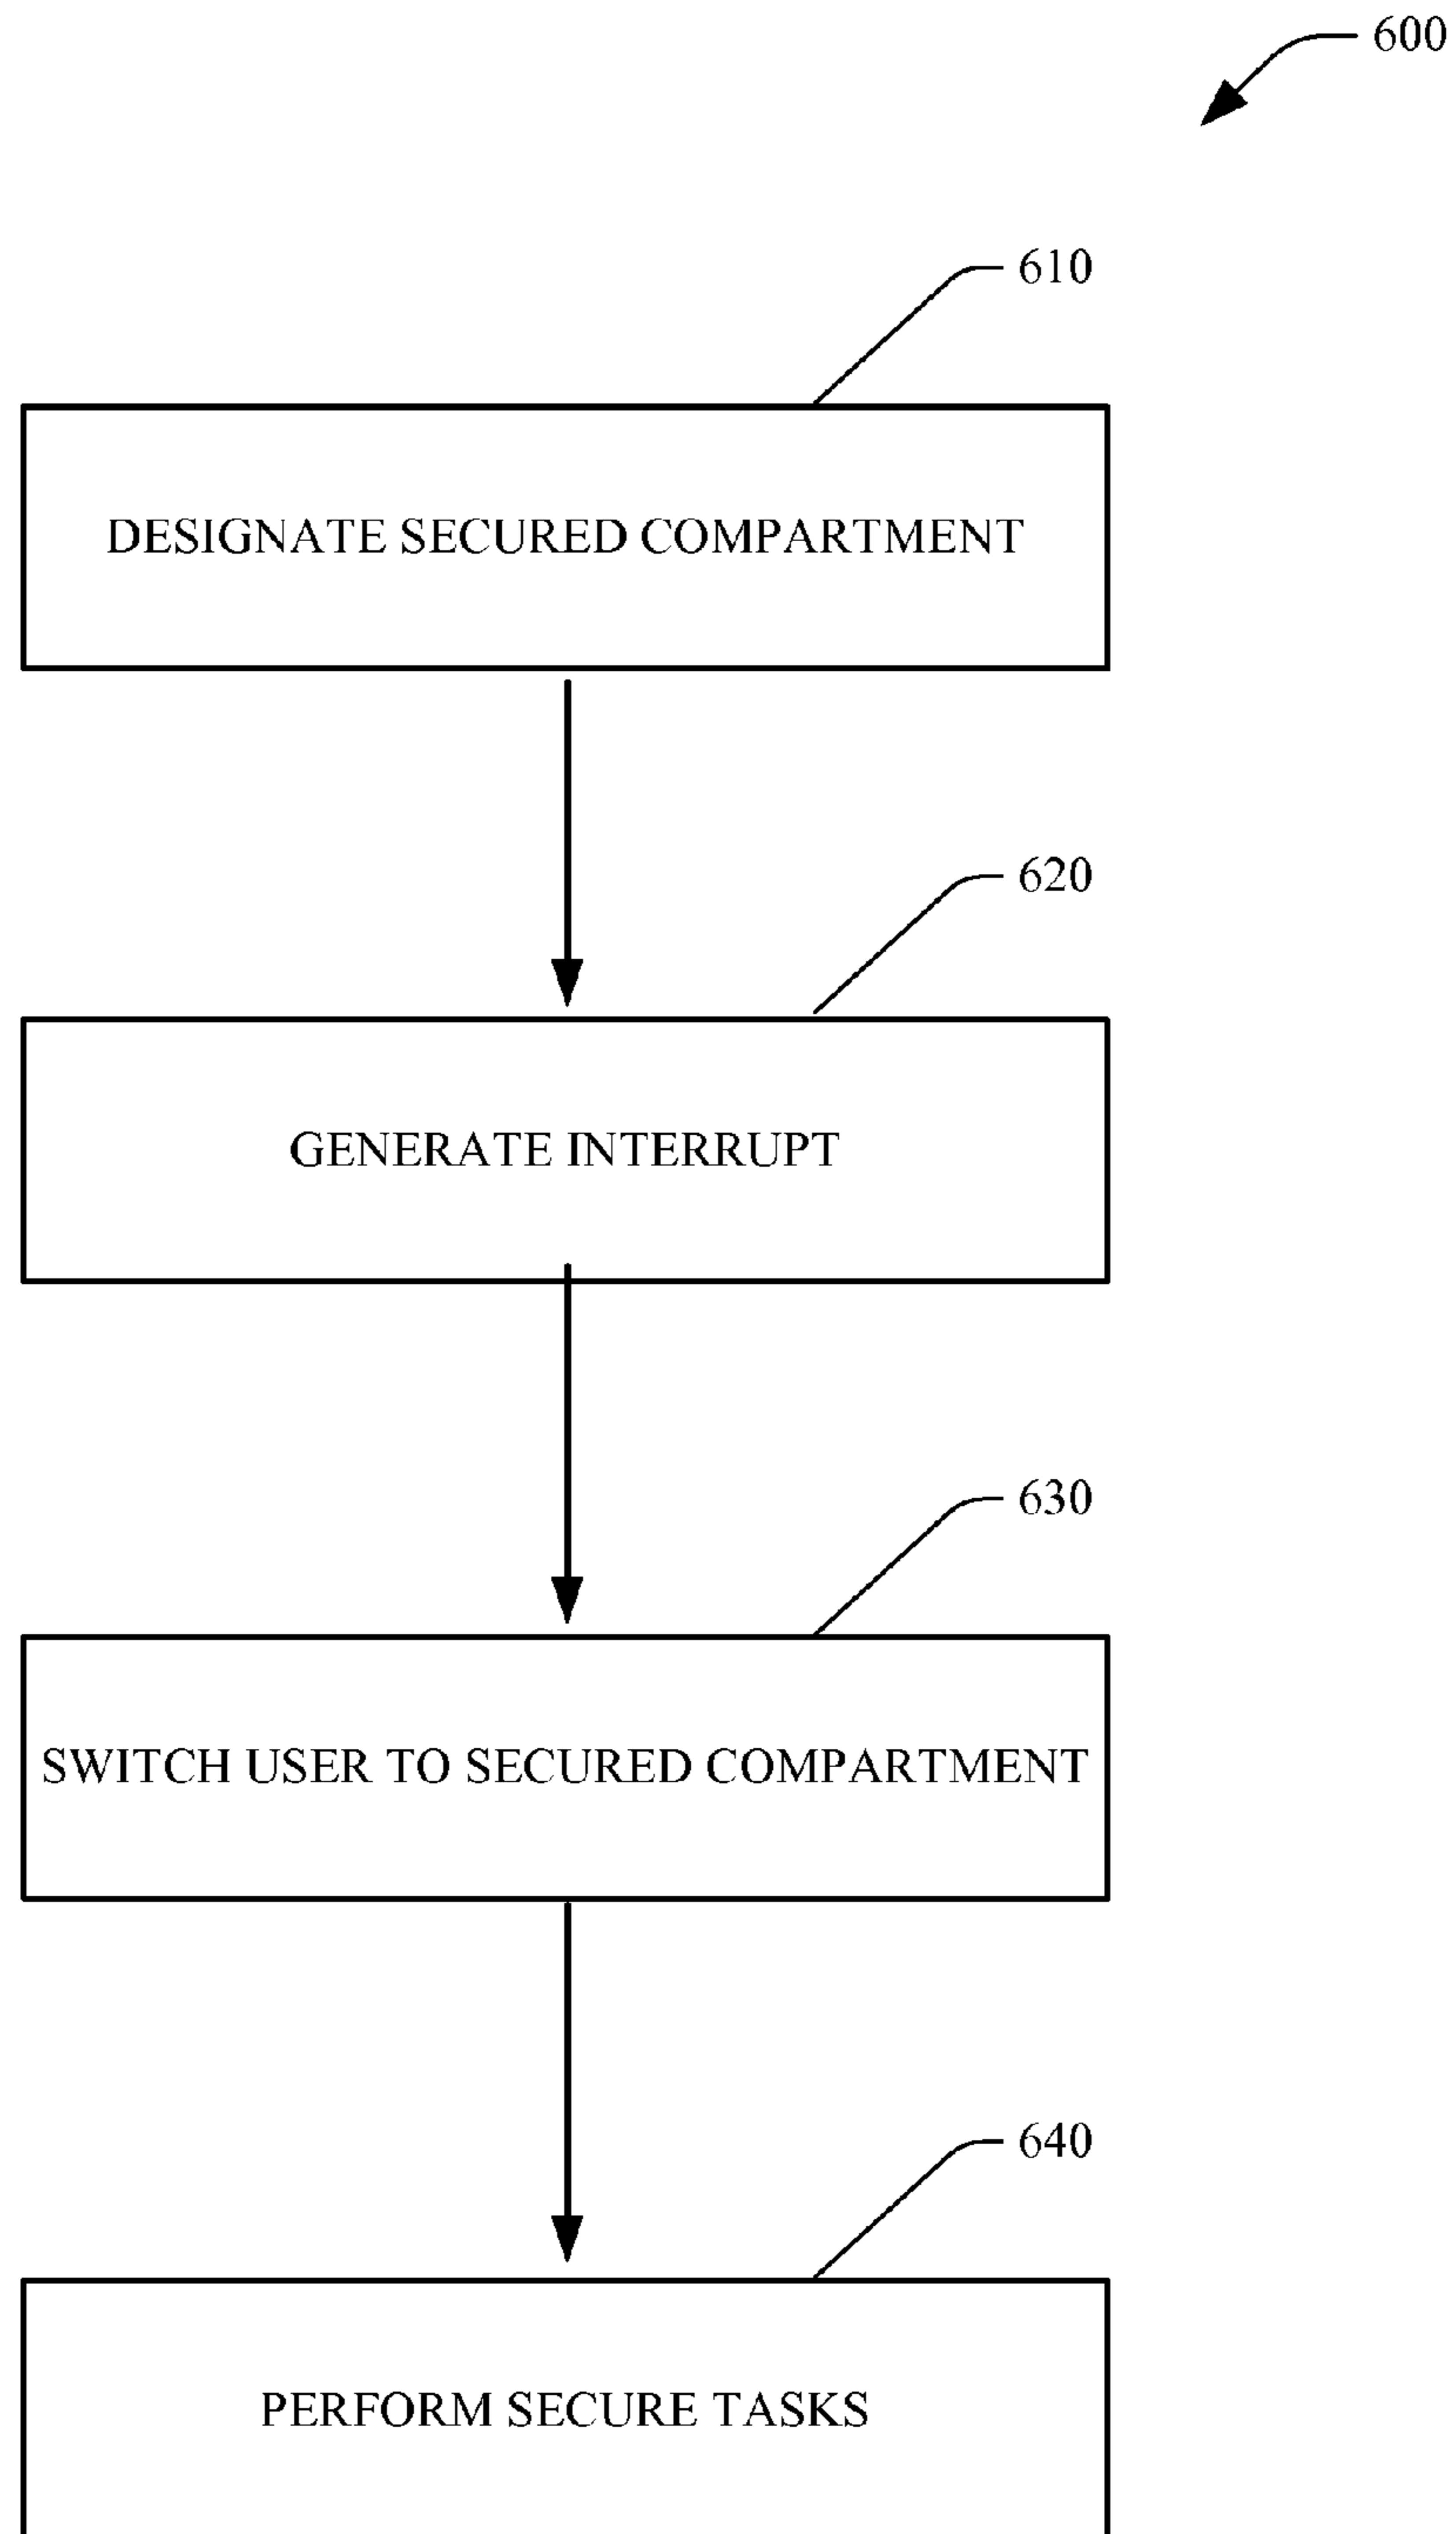 600
610
DESIGNATE SECURED COMPARTMENT
620
GENERATE INTERRUPT
630
SWITCH USER TO SECURED COMPARTMENT
640
PERFORM SECURE TASKS